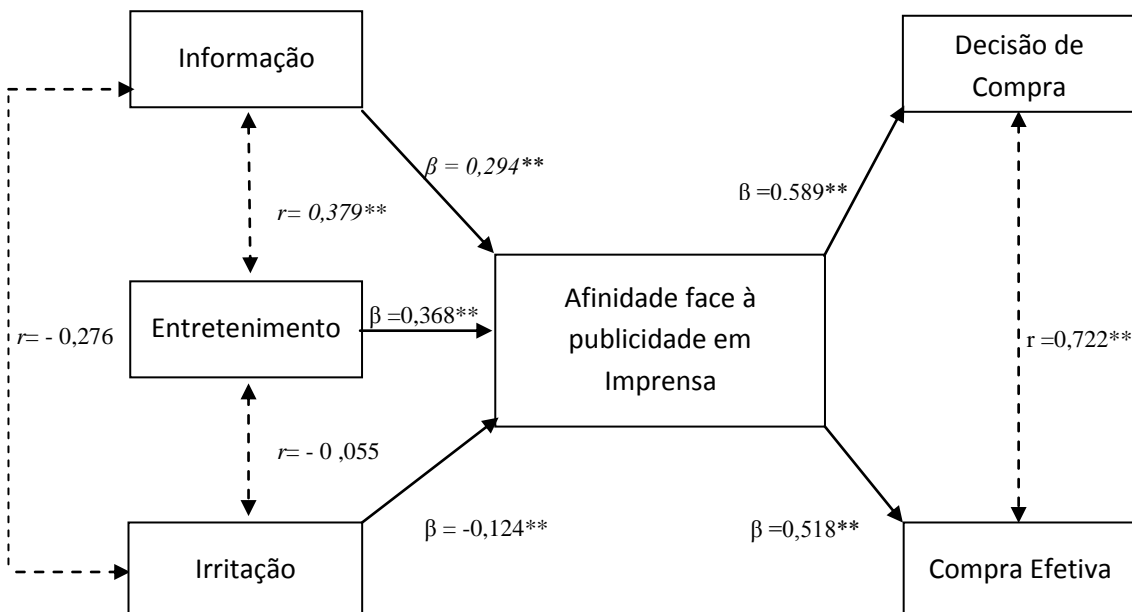 Informação
Decisão de
Compra
β = 0,294**
β =0,589**
r= 0,379**
Afinidade face à
publicidade em
Imprensa
Entretenimento
β =0,368**
r= - 0,276
r =0,722**
r= - 0 ,055
β = -0,124**
β =0,518**
Irritação
Compra Efetiva